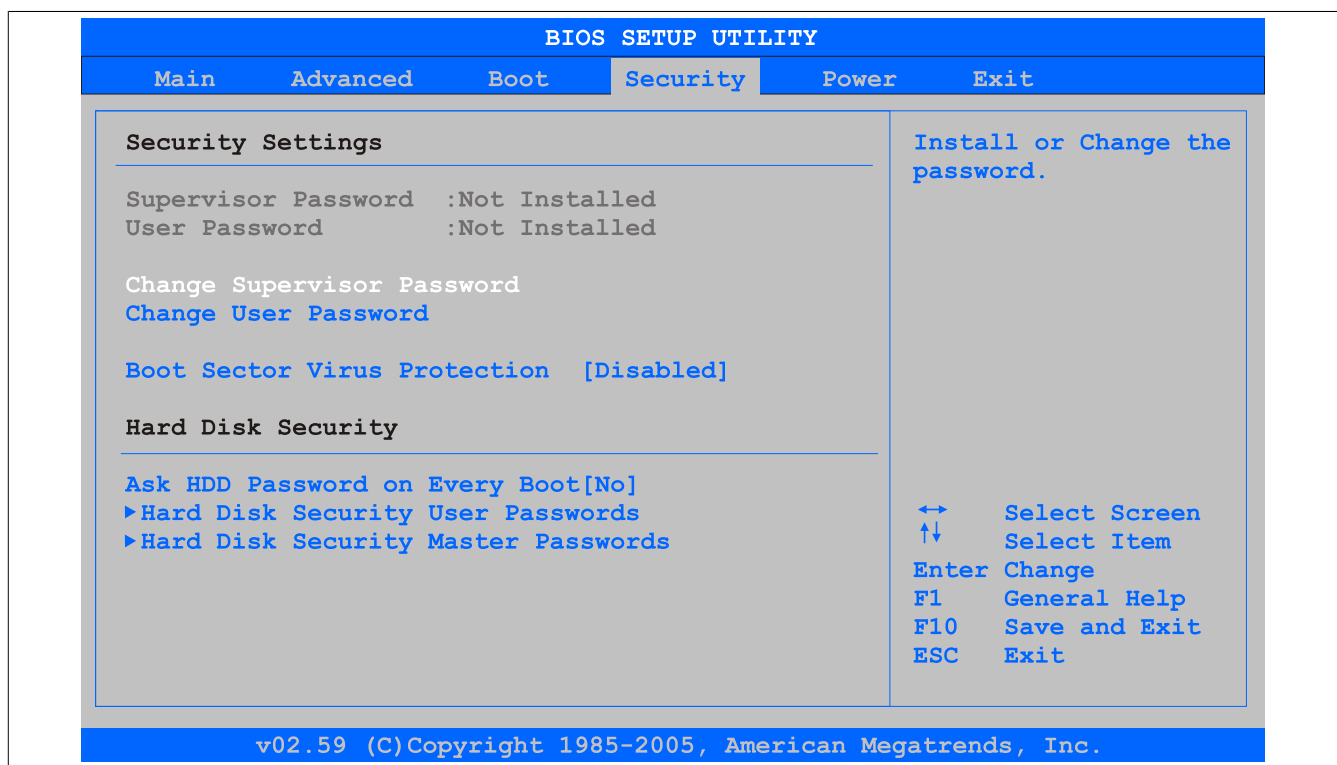 BIOS SETUP UTILITY
Main Advanced Boot Security Power Exit
Security Settings
Supervisor Password :Not Installed
User Password :Not Installed
Change Supervisor Password
Change User Password
Boot Sector Virus Protection [Disabled]
Hard Disk Security
Ask HDD Password on Every Boot[No]
▶Hard Disk Security User Passwords
▶Hard Disk Security Master Passwords
Install or Change the
password.
↔ Select Screen
↑↓ Select Item
Enter Change
F1 General Help
F10 Save and Exit
ESC Exit
v02.59 (C)Copyright 1985-2005, American Megatrends, Inc.